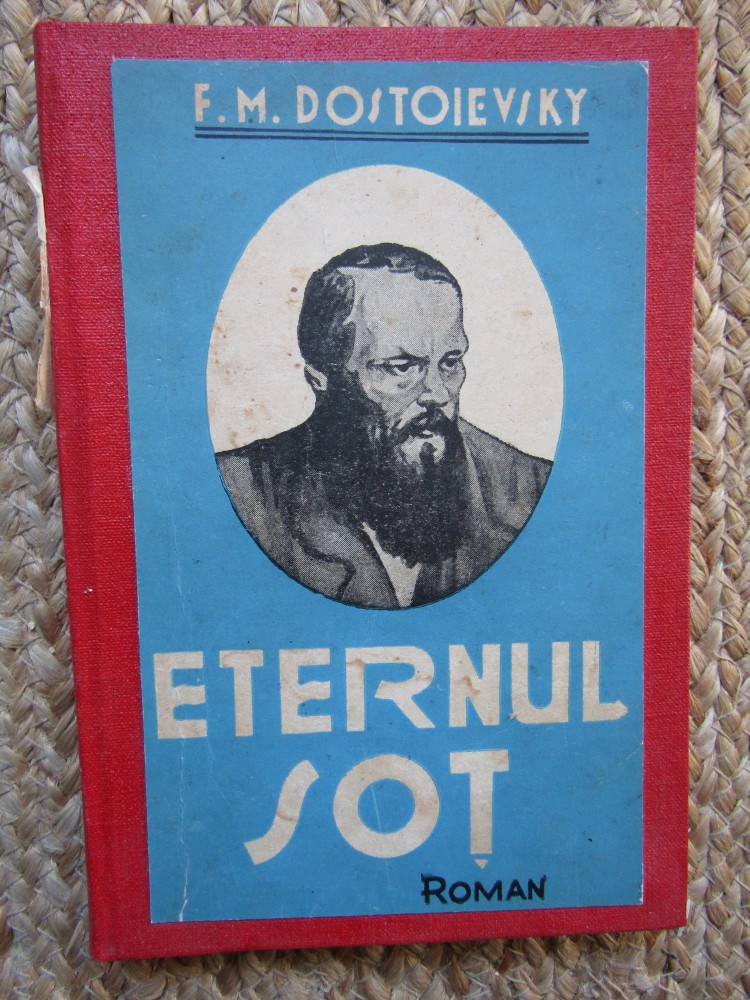 F. M. DOSTOIEVSKY
ETERNUL
SOȚ
ROMAN